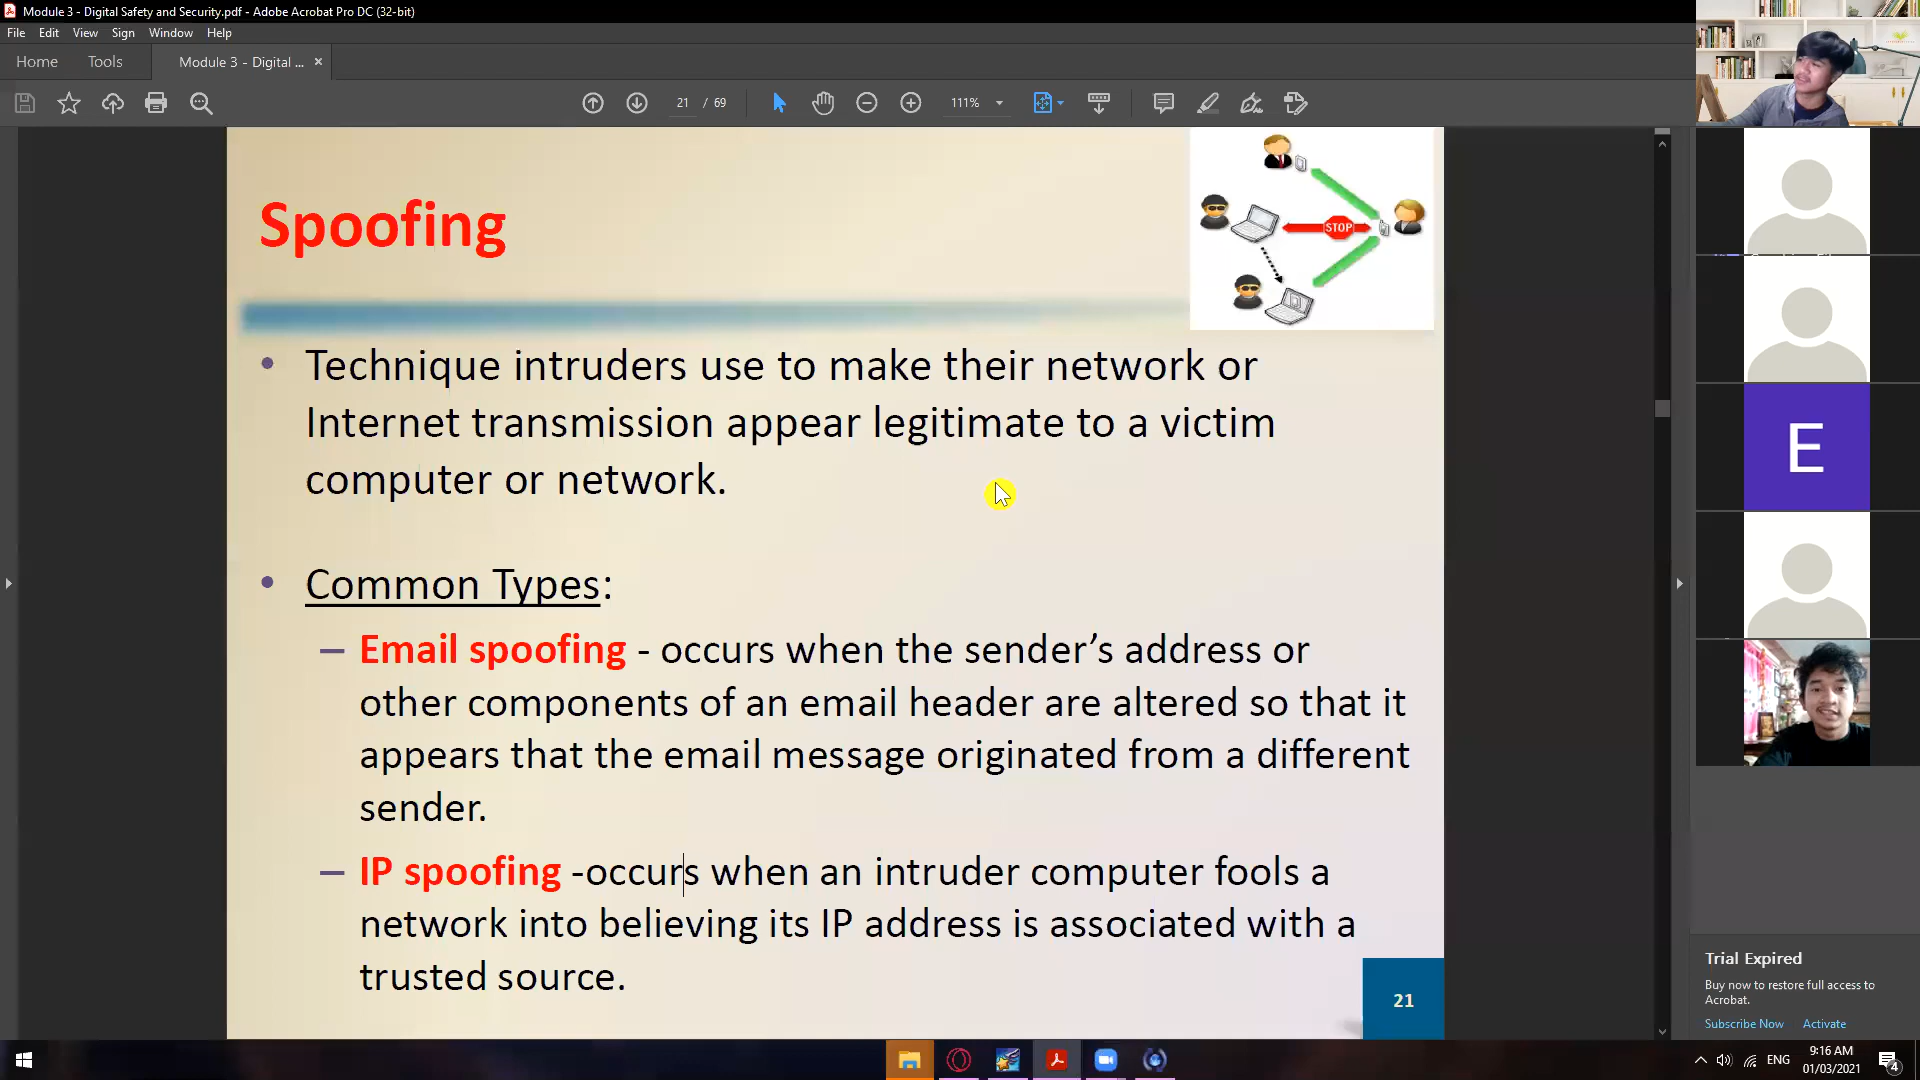 Module 3 - Digital Safety and Security.pdf - Adobe Acrobat Pro DC (32-bit)
File Edit View Sign Window Help
Home Tools Module 3 - Digital ... ×
21 / 69 111%
STOP
Spoofing
• Technique intruders use to make their network or
Internet transmission appear legitimate to a victim
computer or network.
• Common Types:
– Email spoofing - occurs when the sender’s address or
other components of an email header are altered so that it
appears that the email message originated from a different
sender.
– IP spoofing -occurs when an intruder computer fools a
network into believing its IP address is associated with a
trusted source.
21
E
Trial Expired
Buy now to restore full access to
Acrobat.
Subscribe Now Activate
ENG
9:16 AM
01/03/2021
4